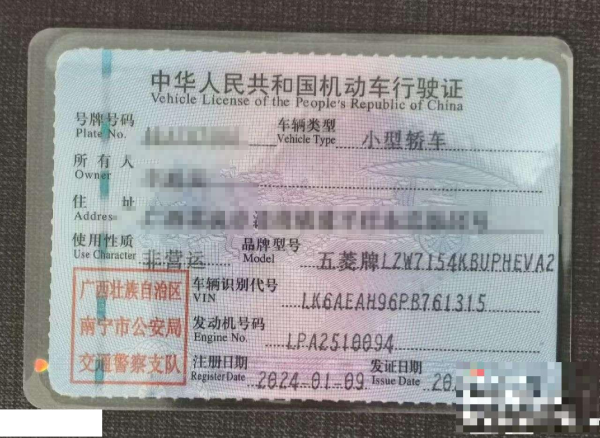 中华人民共和国机动车行驶证
Vehicle License of the People's Republic of China
号牌号码 车辆类型 小型轿车
Plate No. Vehicle Type
所有人
Owner
住址
Address
使用性质 非营运 品牌型号 五菱牌LZW7154KBUPHEVA2
Use Character Model
广西壮族自治区
南宁市公安局
交通警察支队
车辆识别代号 LK6AEAH96PB761315
VIN
发动机号码 LPA2510094
Engine No.
注册日期 2024-01-09 发证日期 20
Register Date Issue Date